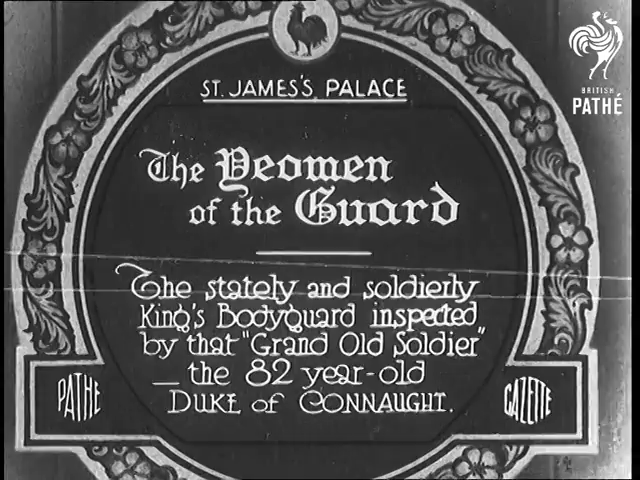 BRITISH
PATHÉ
ST. JAMES'S PALACE
The Yeomen
of the Guard
The stately and soldierly
King's Bodyguard inspected
by that "Grand Old Soldier"
— the 82 year-old
DUKE of CONNAUGHT.
PATHE
GAZETTE